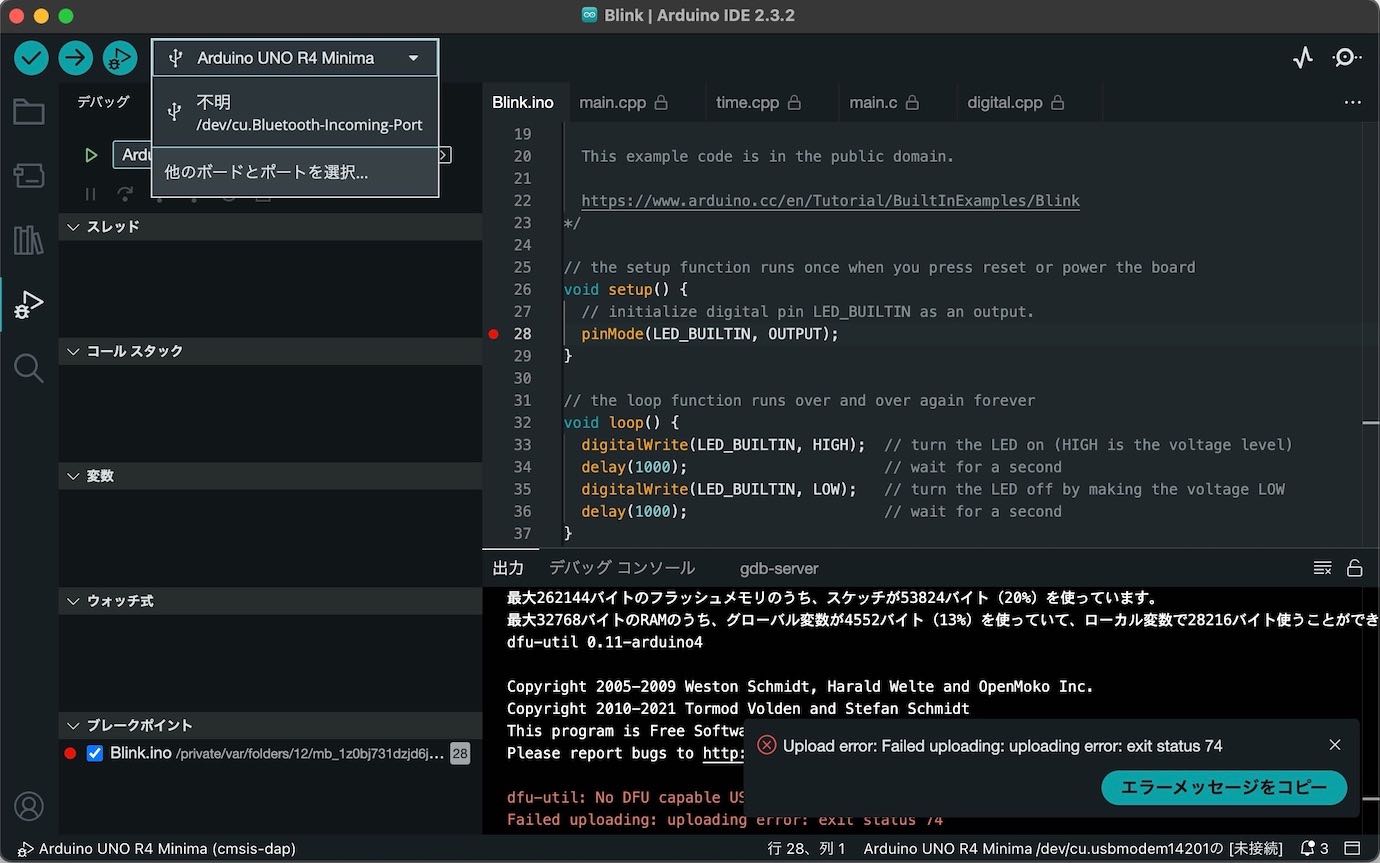 Blink | Arduino IDE 2.3.2
Arduino UNO R4 Minima
不明
/dev/cu.Bluetooth-Incoming-Port
他のボードとポートを選択...
デバッグ
Ardu
スレッド
コール スタック
変数
ウォッチ式
ブレークポイント
Blink.ino /private/var/folders/12/mb_1z0bj731dzjd6j... 28
Blink.ino main.cpp time.cpp main.c digital.cpp
19
20 This example code is in the public domain.
21
22 https://www.arduino.cc/en/Tutorial/BuiltInExamples/Blink
23 */
24
25 // the setup function runs once when you press reset or power the board
26 void setup() {
27 // initialize digital pin LED_BUILTIN as an output.
28 pinMode(LED_BUILTIN, OUTPUT);
29 }
30
31 // the loop function runs over and over again forever
32 void loop() {
33 digitalWrite(LED_BUILTIN, HIGH); // turn the LED on (HIGH is the voltage level)
34 delay(1000); // wait for a second
35 digitalWrite(LED_BUILTIN, LOW); // turn the LED off by making the voltage LOW
36 delay(1000); // wait for a second
37 }
出力 デバッグ コンソール gdb-server
最大262144バイトのフラッシュメモリのうち、スケッチが53824バイト（20%）を使っています。
最大32768バイトのRAMのうち、グローバル変数が4552バイト（13%）を使っていて、ローカル変数で28216バイト使うことができ
dfu-util 0.11-arduino4
Copyright 2005-2009 Weston Schmidt, Harald Welte and OpenMoko Inc.
Copyright 2010-2021 Tormod Volden and Stefan Schmidt
This program is Free Softwa
Please report bugs to http:
dfu-util: No DFU capable US
Failed uploading: uploading error: exit status 74
Upload error: Failed uploading: uploading error: exit status 74
エラーメッセージをコピー
Arduino UNO R4 Minima (cmsis-dap)
行 28、列 1 Arduino UNO R4 Minima /dev/cu.usbmodem14201の [未接続] 3